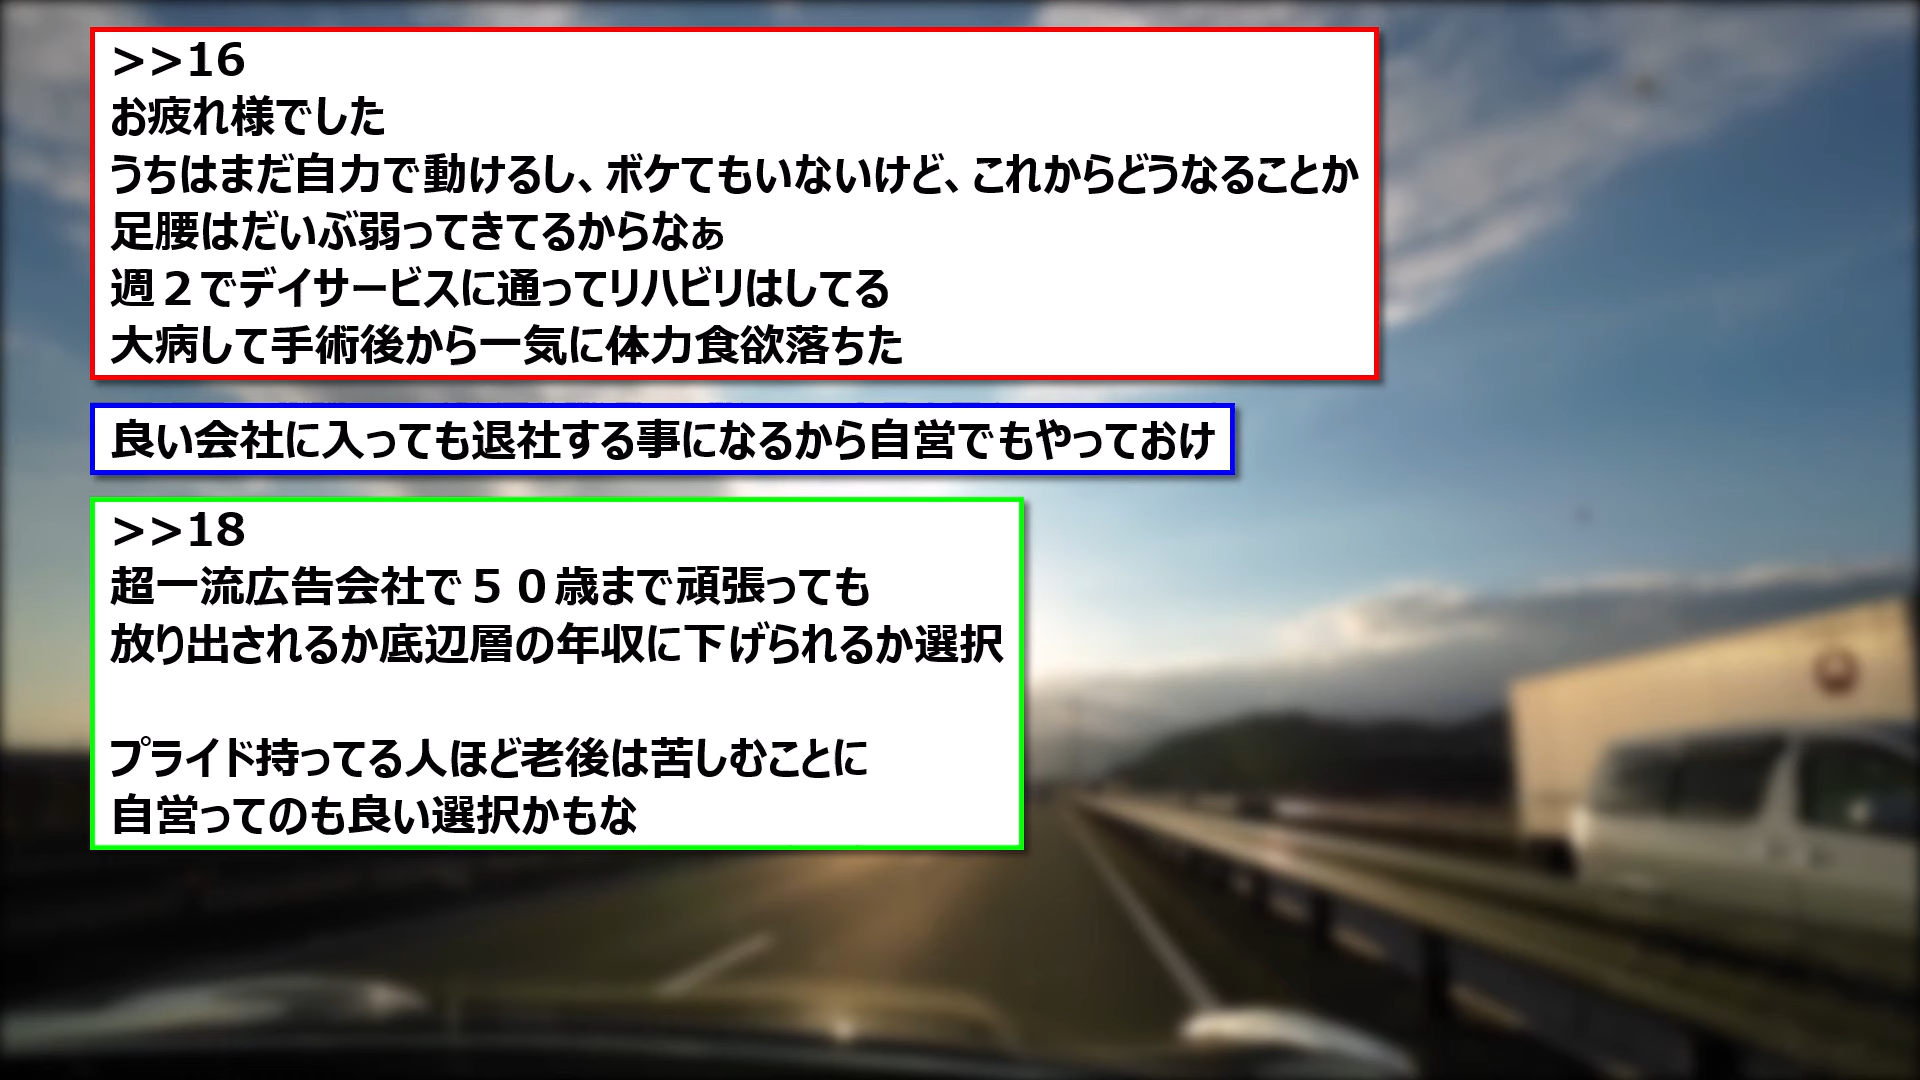 >>16
お疲れ様でした
うちはまだ自力で動けるし、ボケてもいないけど、これからどうなることか
足腰はだいぶ弱ってきてるからなぁ
週２でデイサービスに通ってリハビリはしてる
大病して手術後から一気に体力食欲落ちた
良い会社に入っても退社する事になるから自営でもやっておけ
>>18
超一流広告会社で５０歳まで頑張っても
放り出されるか底辺層の年収に下げられるか選択
プライド持ってる人ほど老後は苦しむことに
自営ってのも良い選択かもな